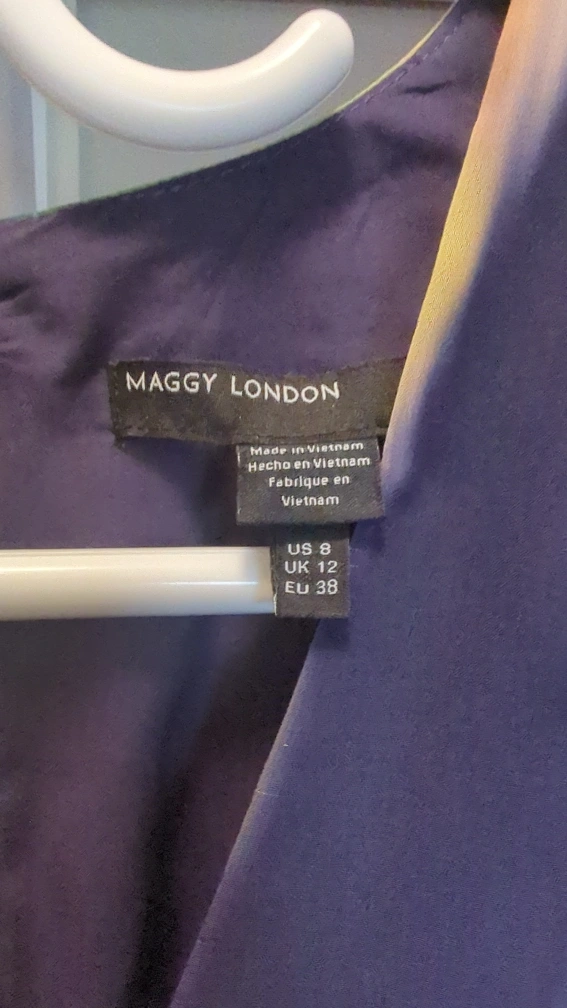 MAGGY LONDON
Made in Vietnam
Hecho en Vietnam
Fabrique en
Vietnam
US 8
UK 12
EU 38